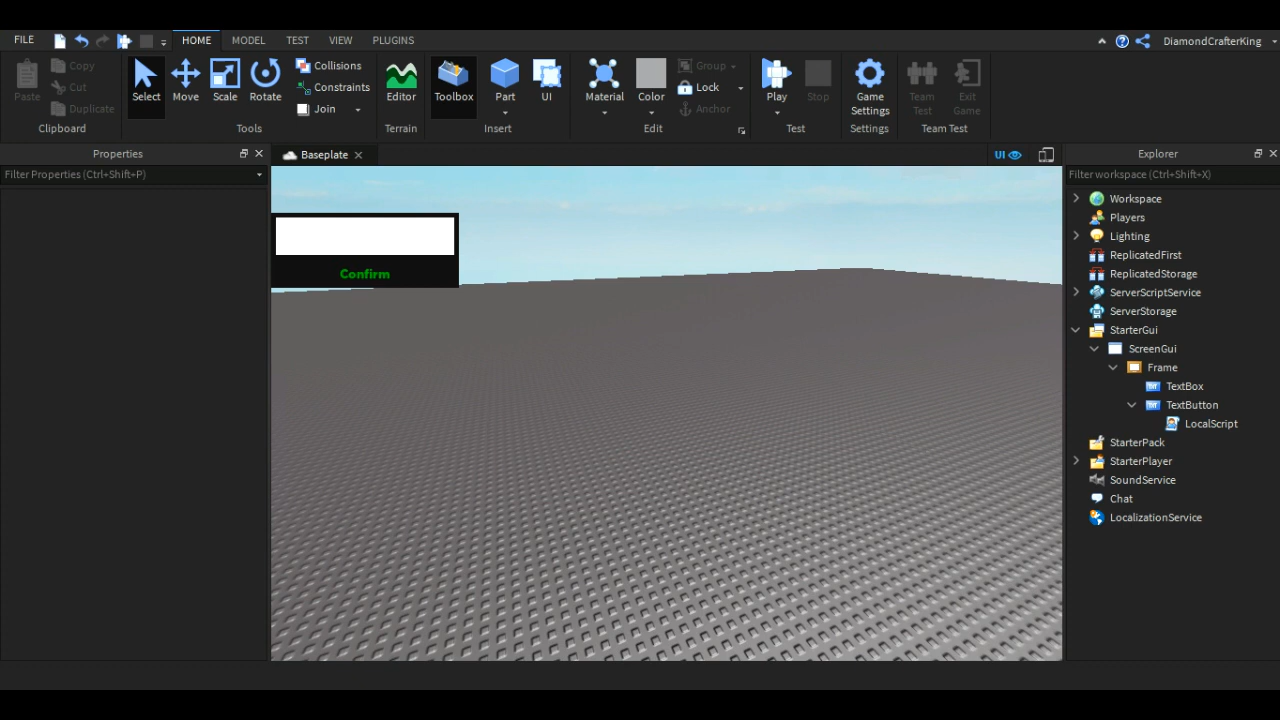 FILE HOME MODEL TEST VIEW PLUGINS DiamondCrafterKing
Paste Copy Cut Duplicate
Clipboard
Select Move Scale Rotate Collisions Constraints Join
Tools
Editor
Terrain
Toolbox Part UI
Insert
Material Color Group Lock Anchor
Edit
Play Stop
Test
Game Settings
Settings
Team Test Exit Game
Team Test
Properties
Filter Properties (Ctrl+Shift+P)
Baseplate
UI
Confirm
Explorer
Filter workspace (Ctrl+Shift+X)
Workspace
Players
Lighting
ReplicatedFirst
ReplicatedStorage
ServerScriptService
ServerStorage
StarterGui
ScreenGui
Frame
TextBox
TextButton
LocalScript
StarterPack
StarterPlayer
SoundService
Chat
LocalizationService